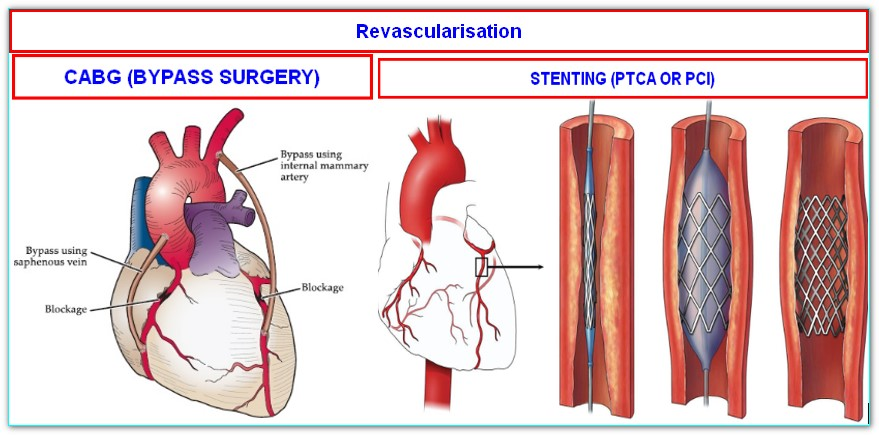 Revascularisation
CABG (BYPASS SURGERY)
STENTING (PTCA OR PCI)
Bypass using
internal mammary
artery
Bypass using
saphenous vein
Blockage
Blockage